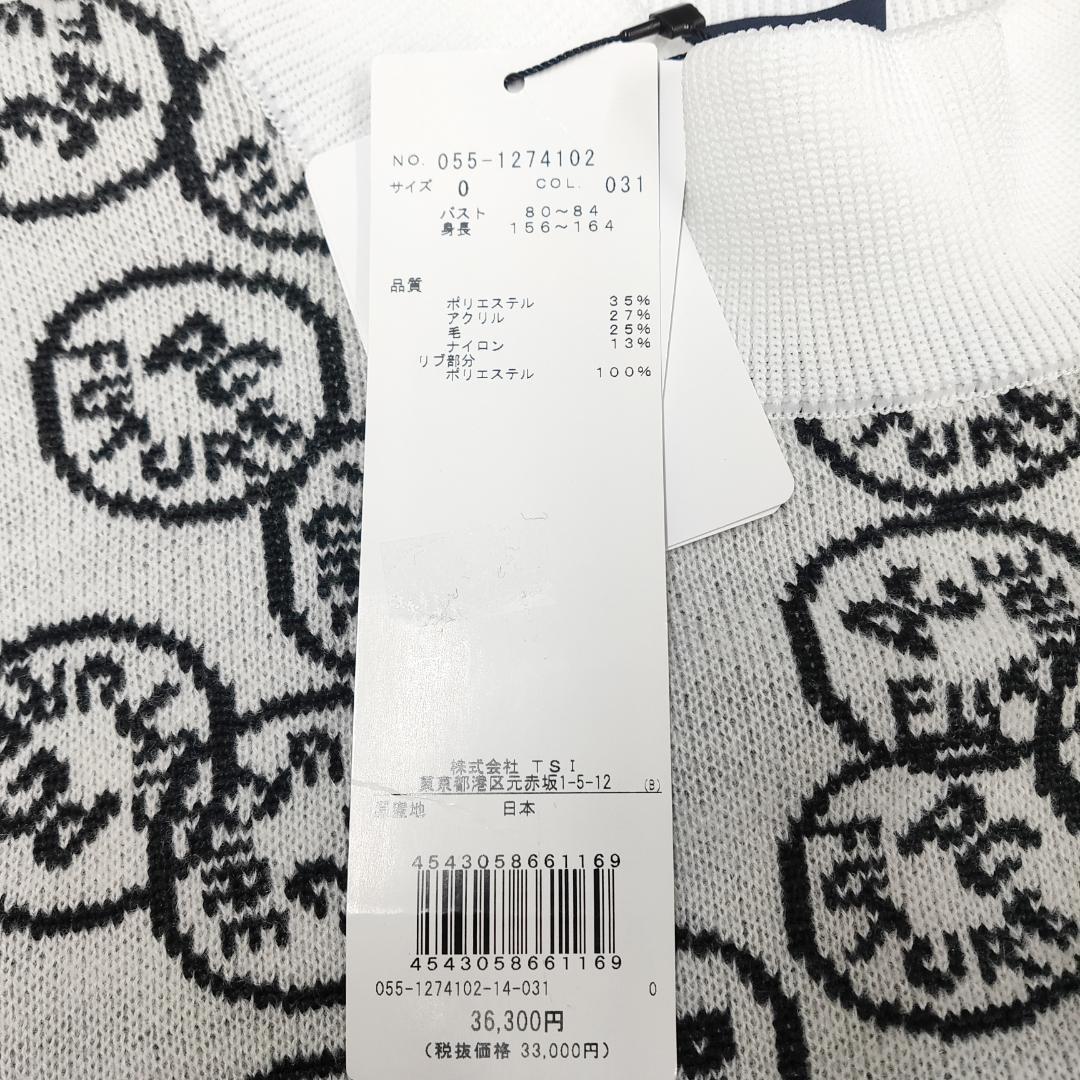 NO. 055-1274102
サイズ 0 COL. 031
バスト 80～84
身長 156～164
品質
ポリエステル 35%
アクリル 27%
毛 25%
ナイロン 13%
リブ部分
ポリエステル 100%
株式会社 TSI
東京都港区元赤坂1-5-12 (B)
原産地 日本
4543058661169
4543058661169
055-1274102-14-031 0
36,300円
(税抜価格 33,000円)